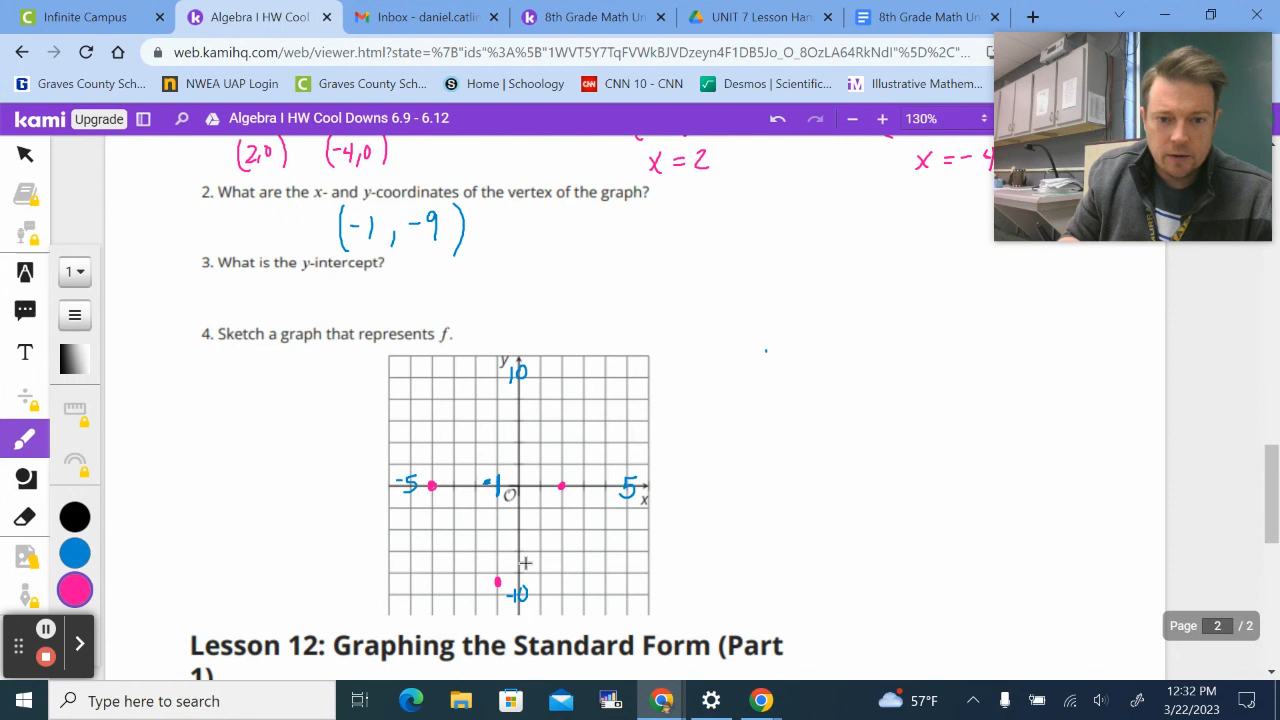 Infinite Campus
Algebra I HW Cool
Inbox - daniel.catlin
8th Grade Math Un
UNIT 7 Lesson Han
8th Grade Math Un
web.kamihq.com/web/viewer.html?state=%7B"ids"%3A%5B"1WVT5Y7TqFVWkBJVDzeyn4F1DB5Jo_O_8OzLA64RkNdI"%5D%2C"...
Graves County Sch...
NWEA UAP Login
Graves County Sch...
Home | Schoology
CNN 10 - CNN
Desmos | Scientific...
Illustrative Mathem...
kami Upgrade
Algebra I HW Cool Downs 6.9 - 6.12
130%
(2,0) (-4,0)
x = 2
x = -4
2. What are the x- and y-coordinates of the vertex of the graph?
(-1, -9)
3. What is the y-intercept?
4. Sketch a graph that represents f.
y
10
-5 -1 5
O x
-10
1
T
Page 2 / 2
Lesson 12: Graphing the Standard Form (Part
1)
Type here to search
57°F
12:32 PM
3/22/2023